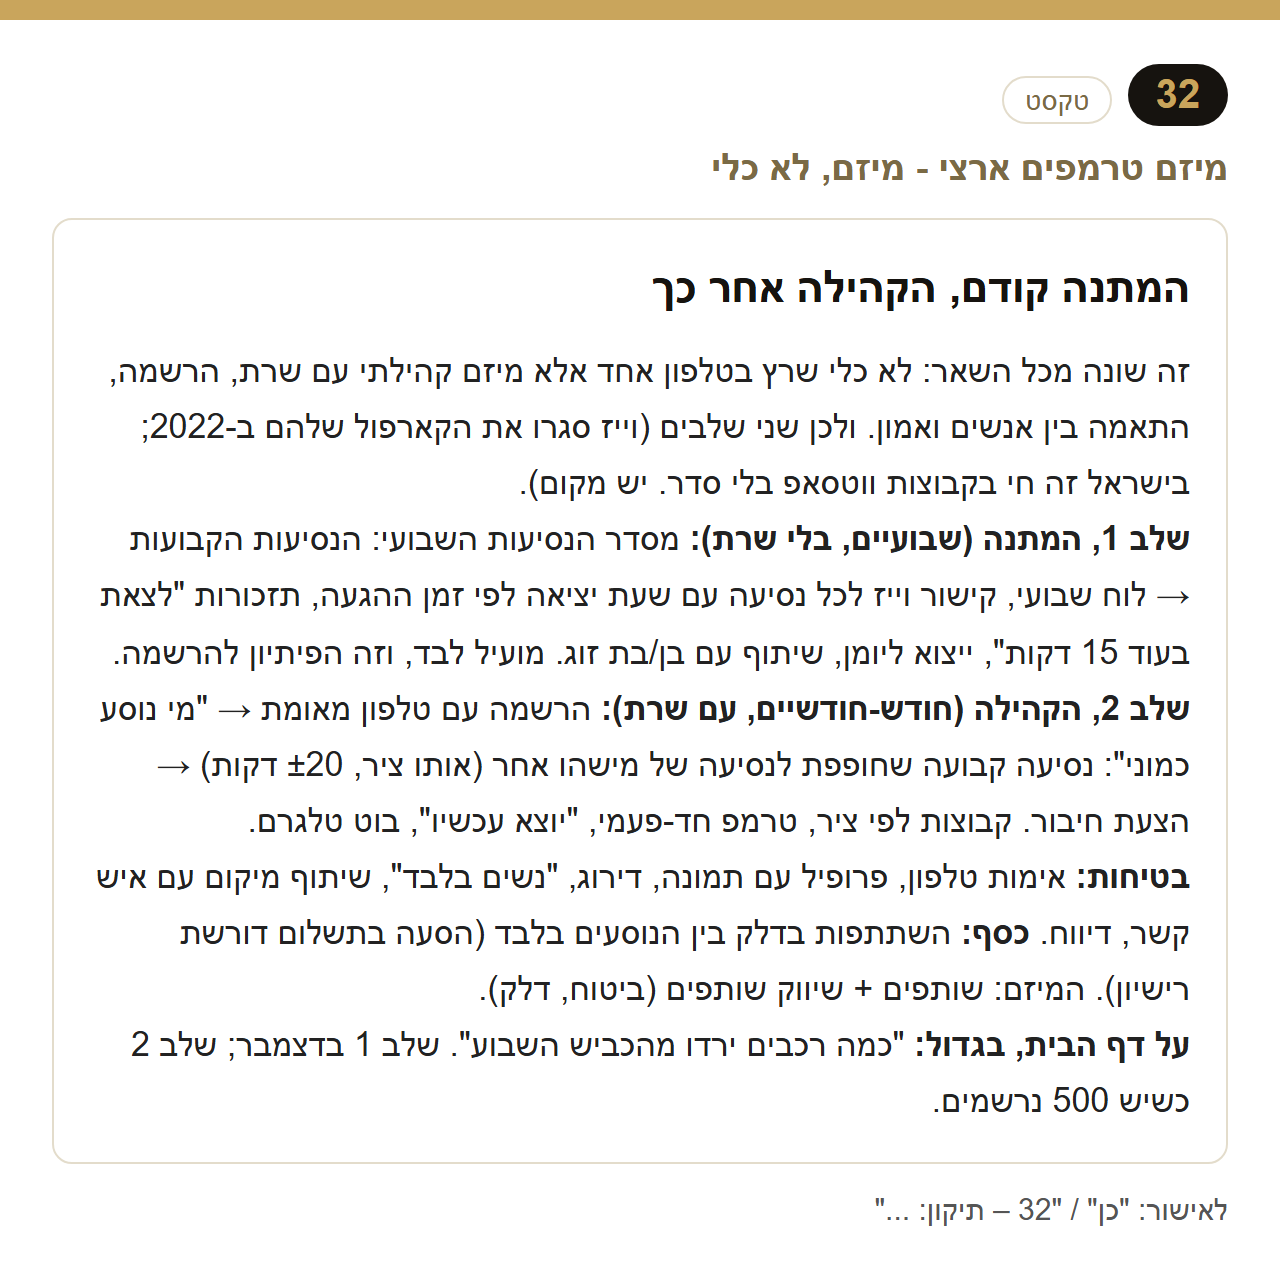 32
טקסט
מיזם טרמפים ארצי - מיזם, לא כלי
המתנה קודם, הקהילה אחר כך
זה שונה מכל השאר: לא כלי שרץ בטלפון אחד אלא מיזם קהילתי עם שרת, הרשמה,
התאמה בין אנשים ואמון. ולכן שני שלבים (וייז סגרו את הקארפול שלהם ב-2022;
בישראל זה חי בקבוצות ווטסאפ בלי סדר. יש מקום).
שלב 1, המתנה (שבועיים, בלי שרת): מסדר הנסיעות השבועי: הנסיעות הקבועות
→ לוח שבועי, קישור וייז לכל נסיעה עם שעת יציאה לפי זמן ההגעה, תזכורות "לצאת
בעוד 15 דקות", ייצוא ליומן, שיתוף עם בן/בת זוג. מועיל לבד, וזה הפיתיון להרשמה.
שלב 2, הקהילה (חודש-חודשיים, עם שרת): הרשמה עם טלפון מאומת ← "מי נוסע
כמוני": נסיעה קבועה שחופפת לנסיעה של מישהו אחר (אותו ציר, ±20 דקות) ←
הצעת חיבור. קבוצות לפי ציר, טרמפ חד-פעמי, "יוצא עכשיו", בוט טלגרם.
בטיחות: אימות טלפון, פרופיל עם תמונה, דירוג, "נשים בלבד", שיתוף מיקום עם איש
קשר, דיווח. כסף: השתתפות בדלק בין הנוסעים בלבד (הסעה בתשלום דורשת
רישיון). המיזם: שותפים + שיווק שותפים (ביטוח, דלק).
על דף הבית, בגדול: "כמה רכבים ירדו מהכביש השבוע". שלב 1 בדצמבר; שלב 2
כשיש 500 נרשמים.
לאישור: "כן" / "32 – תיקון: ..."